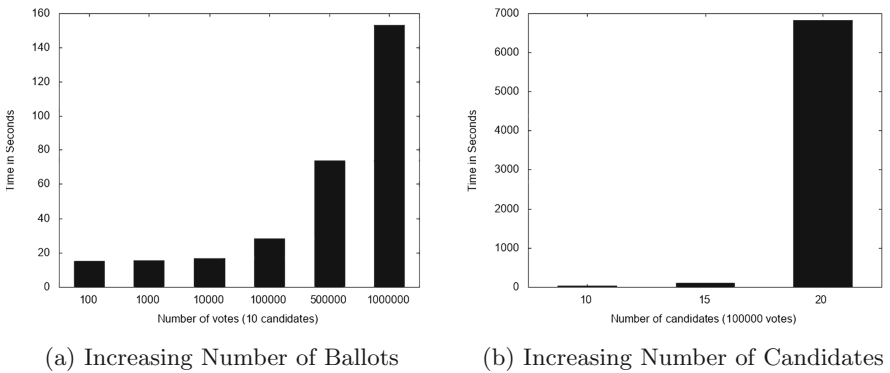 160
140
120
100
80
60
40
20
0
Time in Seconds
100 1000 10000 100000 500000 1000000
Number of votes (10 candidates)
(a) Increasing Number of Ballots
7000
6000
5000
4000
3000
2000
1000
0
Time in Seconds
10 15 20
Number of candidates (100000 votes)
(b) Increasing Number of Candidates